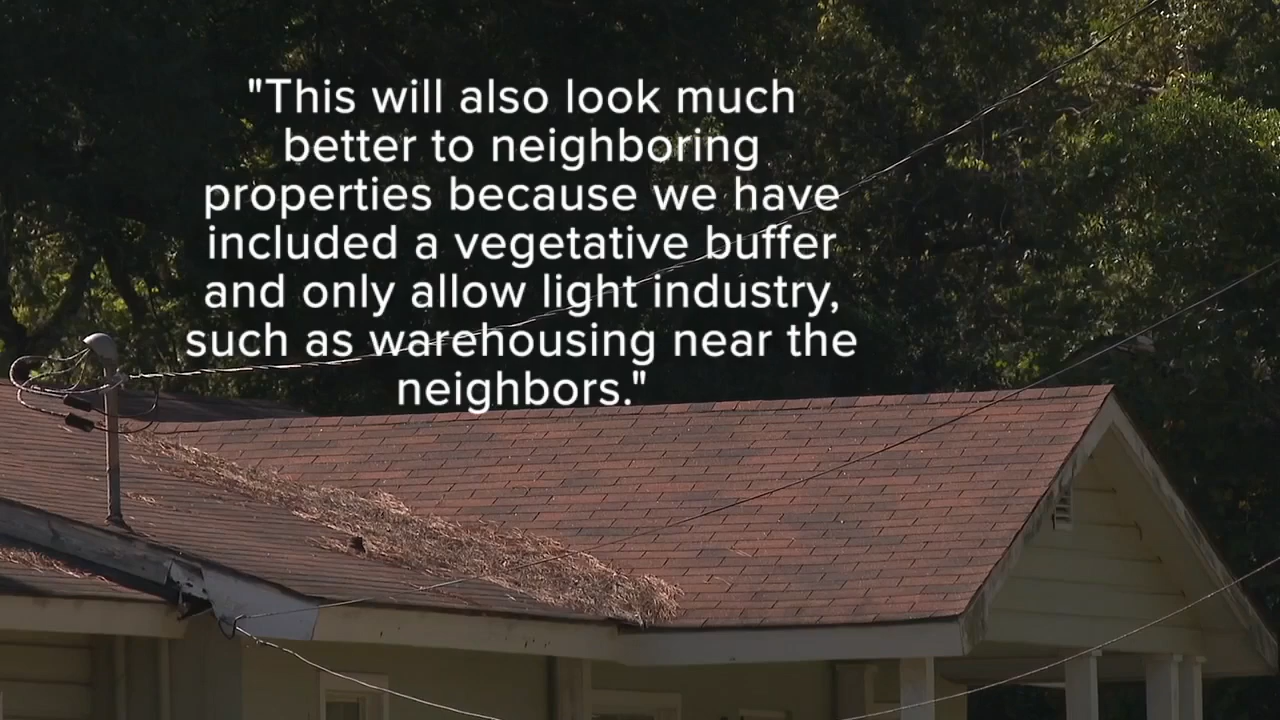 "This will also look much
better to neighboring
properties because we have
included a vegetative buffer
and only allow light industry,
such as warehousing near the
neighbors."